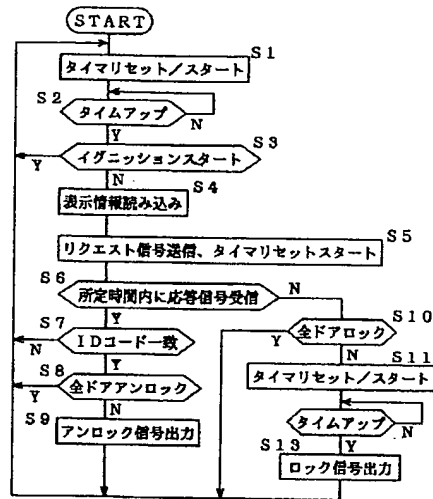 START
S1
タイマリセット/スタート
S2
タイムアップ
N
Y
S3
イグニッションスタート
Y
N
S4
表示情報読み込み
S5
リクエスト信号送信、タイマリセットスタート
S6
所定時間内に応答信号受信
N
Y
S7
IDコード一致
N
Y
S8
全ドアアンロック
Y
N
S9
アンロック信号出力
S10
全ドアロック
Y
N
S11
タイマリセット/スタート
タイムアップ
N
Y
S13
ロック信号出力